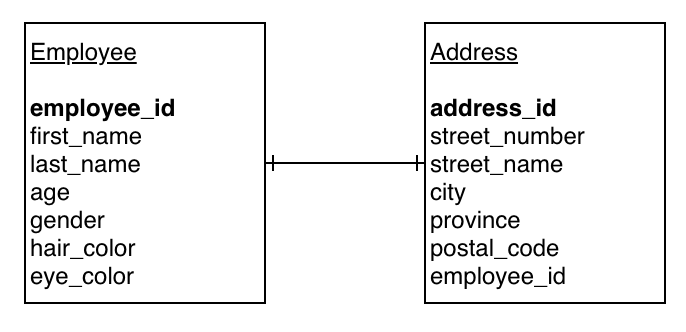 Employee
employee_id
first_name
last_name
age
gender
hair_color
eye_color
Address
address_id
street_number
street_name
city
province
postal_code
employee_id